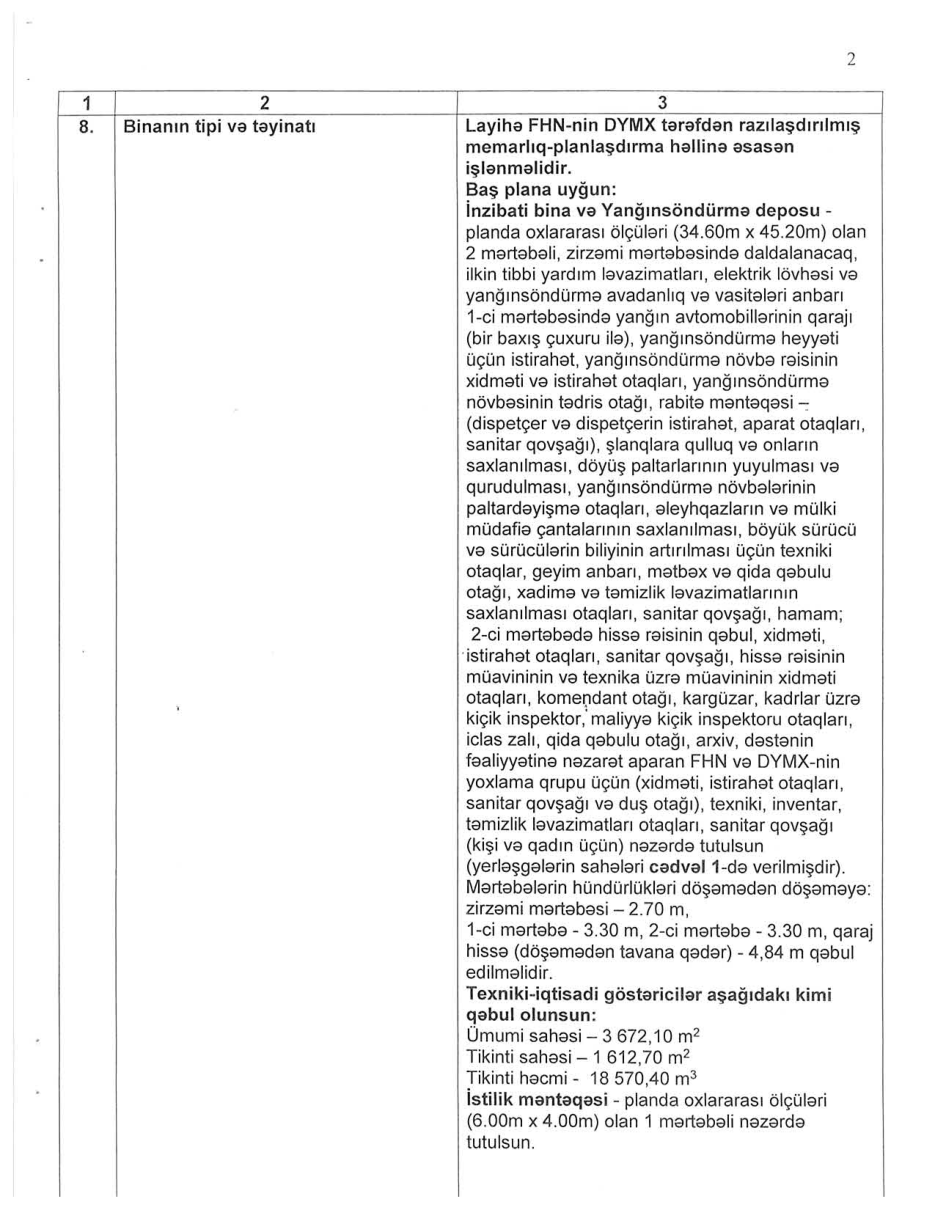 2
1 2 3
8. Binanın tipi və təyinatı
Layihə FHN-nin DYMX tərəfdən razılaşdırılmış
memarlıq-planlaşdırma həllinə əsasən
işlənməlidir.
Baş plana uyğun:
İnzibati bina və Yanğınsöndürmə deposu -
planda oxlararası ölçüləri (34.60m x 45.20m) olan
2 mərtəbəli, zirzəmi mərtəbəsində daldalanacaq,
ilkin tibbi yardım ləvazimatları, elektrik lövhəsi və
yanğınsöndürmə avadanlıq və vasitələri anbarı
1-ci mərtəbəsində yanğın avtomobillərinin qarajı
(bir baxış çuxuru ilə), yanğınsöndürmə heyyəti
üçün istirahət, yanğınsöndürmə növbə rəisinin
xidməti və istirahət otaqları, yanğınsöndürmə
növbəsinin tədris otağı, rabitə məntəqəsi –
(dispetçer və dispetçerin istirahət, aparat otaqları,
sanitar qovşağı), şlanqlara qulluq və onların
saxlanılması, döyüş paltarlarının yuyulması və
qurudulması, yanğınsöndürmə növbələrinin
paltardəyişmə otaqları, əleyhqazların və mülki
müdafiə çantalarının saxlanılması, böyük sürücü
və sürücülərin biliyinin artırılması üçün texniki
otaqlar, geyim anbarı, mətbəx və qida qəbulu
otağı, xadimə və təmizlik ləvazimatlarının
saxlanılması otaqları, sanitar qovşağı, hamam;
2-ci mərtəbədə hissə rəisinin qəbul, xidməti,
istirahət otaqları, sanitar qovşağı, hissə rəisinin
müavininin və texnika üzrə müavininin xidməti
otaqları, komendant otağı, kargüzar, kadrlar üzrə
kiçik inspektor, maliyyə kiçik inspektoru otaqları,
iclas zalı, qida qəbulu otağı, arxiv, dəstənin
fəaliyyətinə nəzarət aparan FHN və DYMX-nin
yoxlama qrupu üçün (xidməti, istirahət otaqları,
sanitar qovşağı və duş otağı), texniki, inventar,
təmizlik ləvazimatları otaqları, sanitar qovşağı
(kişi və qadın üçün) nəzərdə tutulsun
(yerləşgələrin sahələri cədvəl 1-də verilmişdir).
Mərtəbələrin hündürlükləri döşəmədən döşəməyə:
zirzəmi mərtəbəsi – 2.70 m,
1-ci mərtəbə - 3.30 m, 2-ci mərtəbə - 3.30 m, qaraj
hissə (döşəmədən tavana qədər) - 4,84 m qəbul
edilməlidir.
Texniki-iqtisadi göstəricilər aşağıdakı kimi
qəbul olunsun:
Ümumi sahəsi – 3 672,10 m²
Tikinti sahəsi – 1 612,70 m²
Tikinti həcmi - 18 570,40 m³
İstilik məntəqəsi - planda oxlararası ölçüləri
(6.00m x 4.00m) olan 1 mərtəbəli nəzərdə
tutulsun.